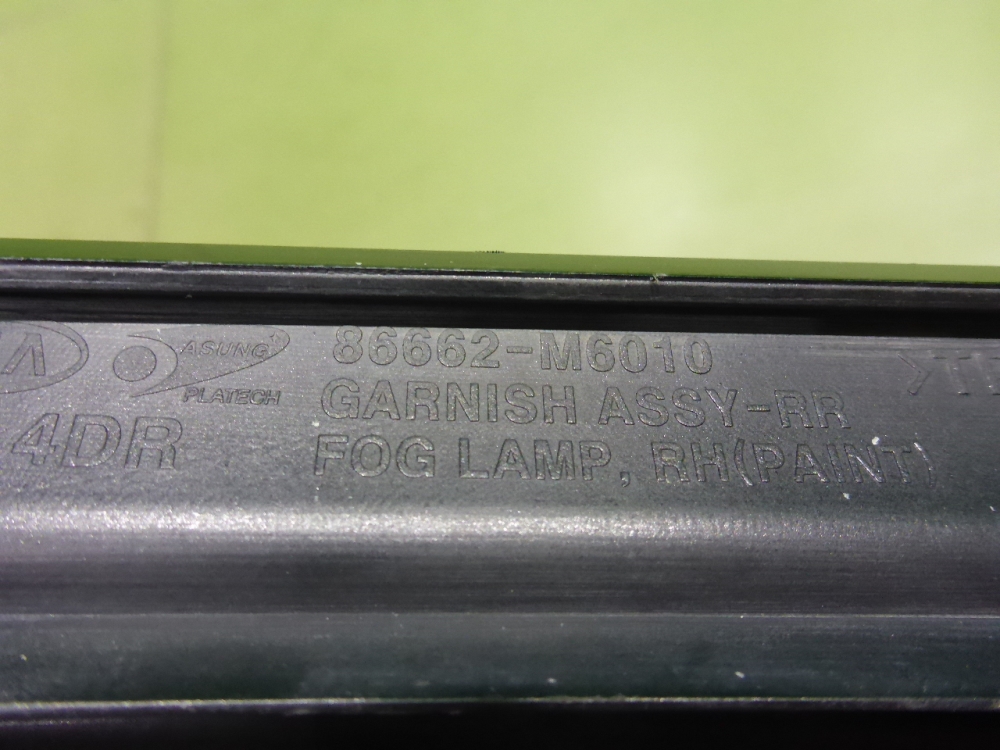 86662-M6010
GARNISH ASSY-RR
FOG LAMP, RH(PAINT)
ASUNG
PLATECH
4DR